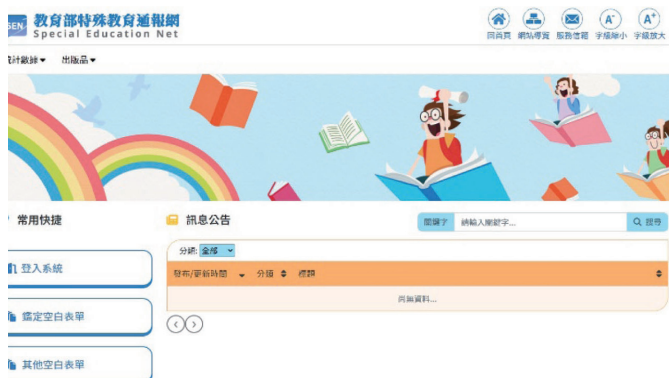 SEN 教育部特殊教育通報網
Special Education Net
回首頁 網站導覽 服務信箱 字級縮小 字級放大
統計數據 出版品
常用快捷
訊息公告
關鍵字 請輸入關鍵字... 搜尋
分類: 全部
登入系統
發布/更新時間 分類 標題
尚無資料...
鑑定空白表單
其他空白表單